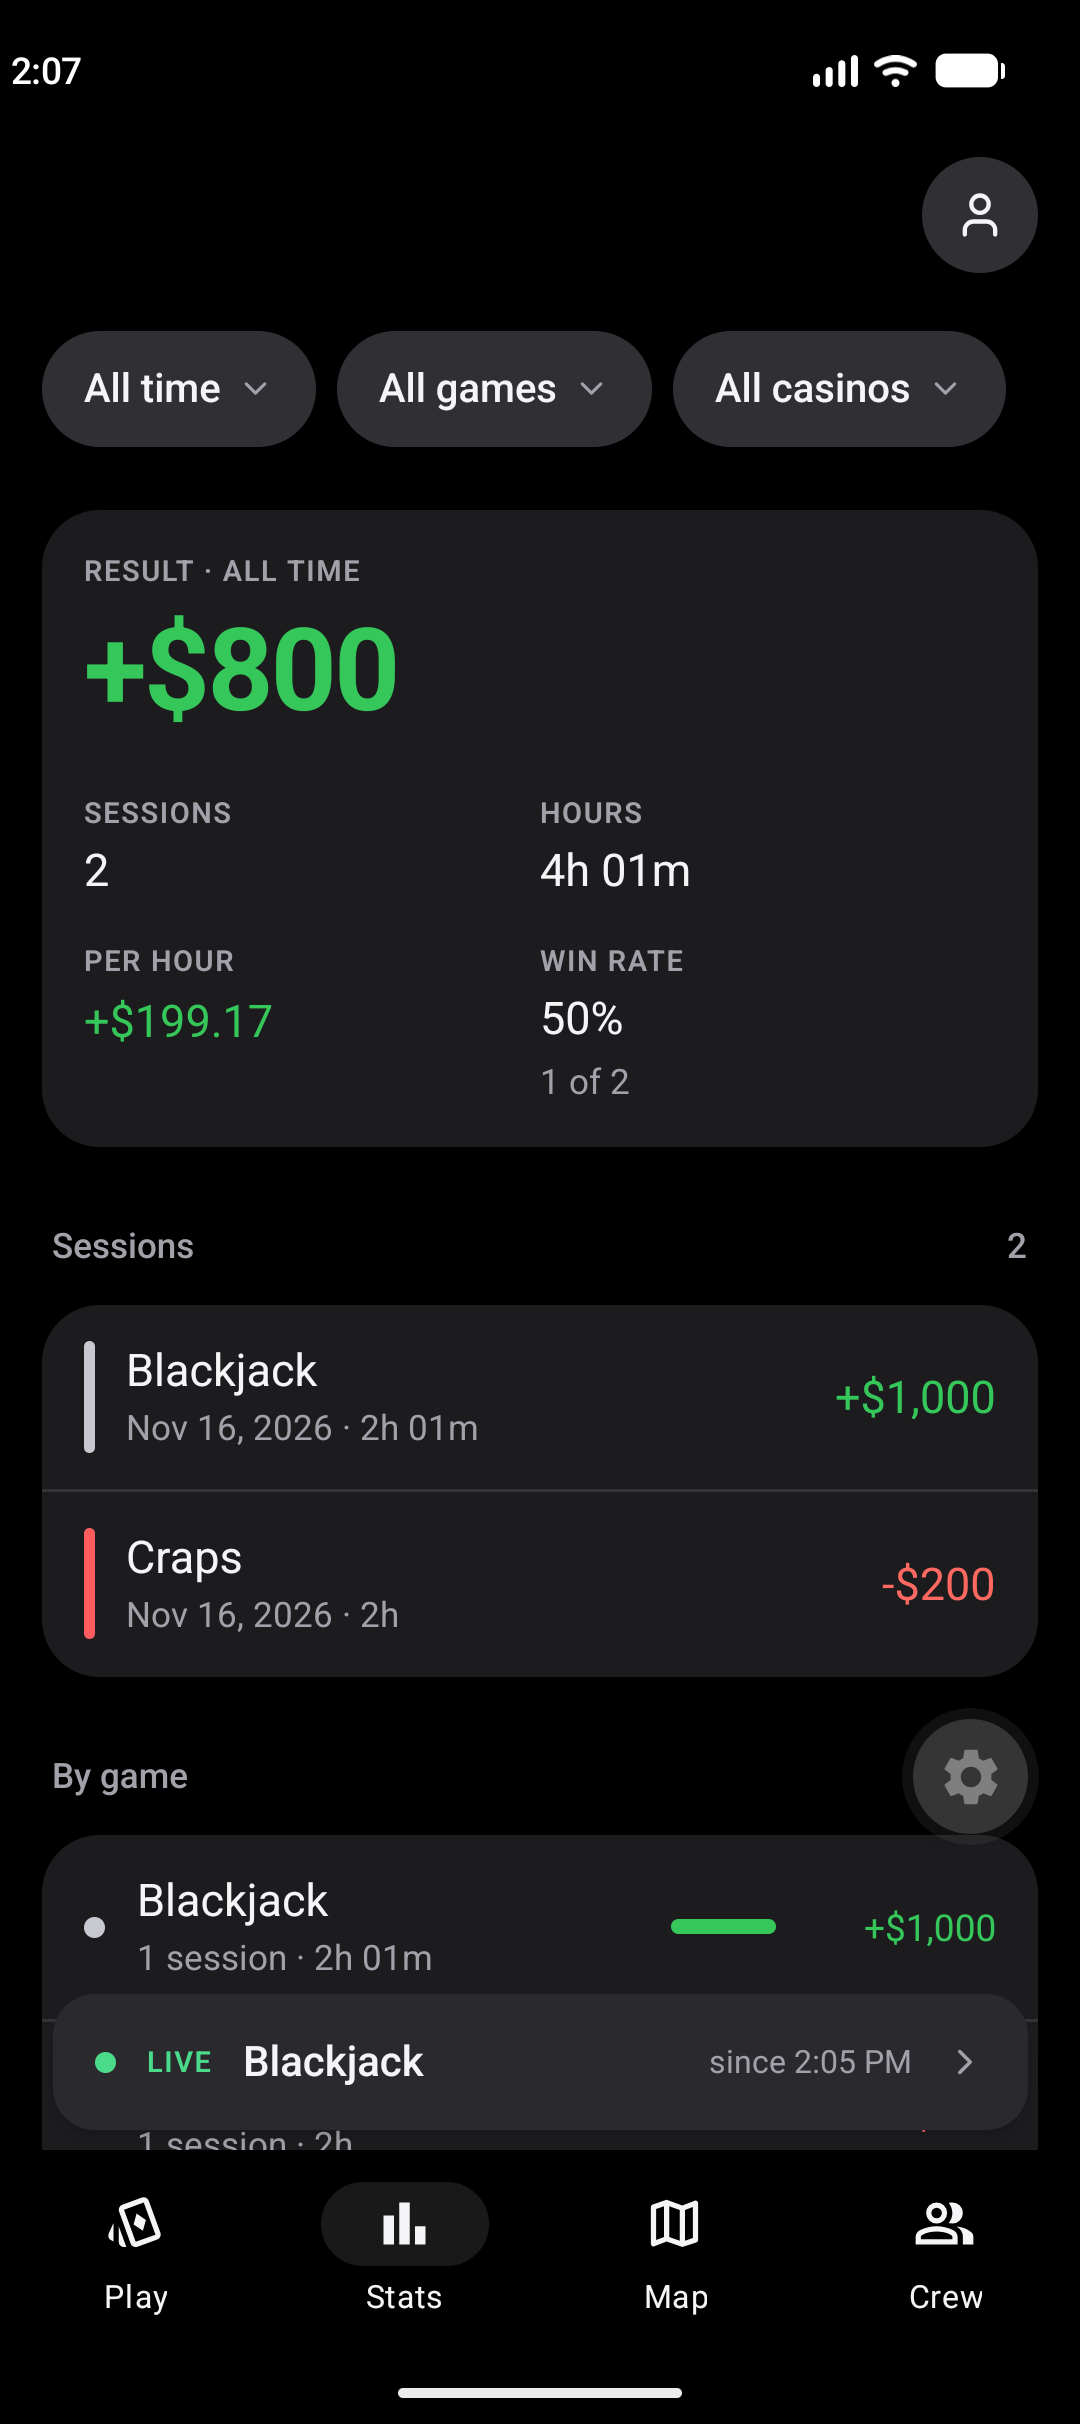 2:07
All time
All games
All casinos
RESULT · ALL TIME
+$800
SESSIONS
2
HOURS
4h 01m
PER HOUR
+$199.17
WIN RATE
50%
1 of 2
Sessions
2
Blackjack
Nov 16, 2026 · 2h 01m
+$1,000
Craps
Nov 16, 2026 · 2h
-$200
By game
Blackjack
1 session · 2h 01m
+$1,000
LIVE
Blackjack
since 2:05 PM
1 session · 2h
Play
Stats
Map
Crew